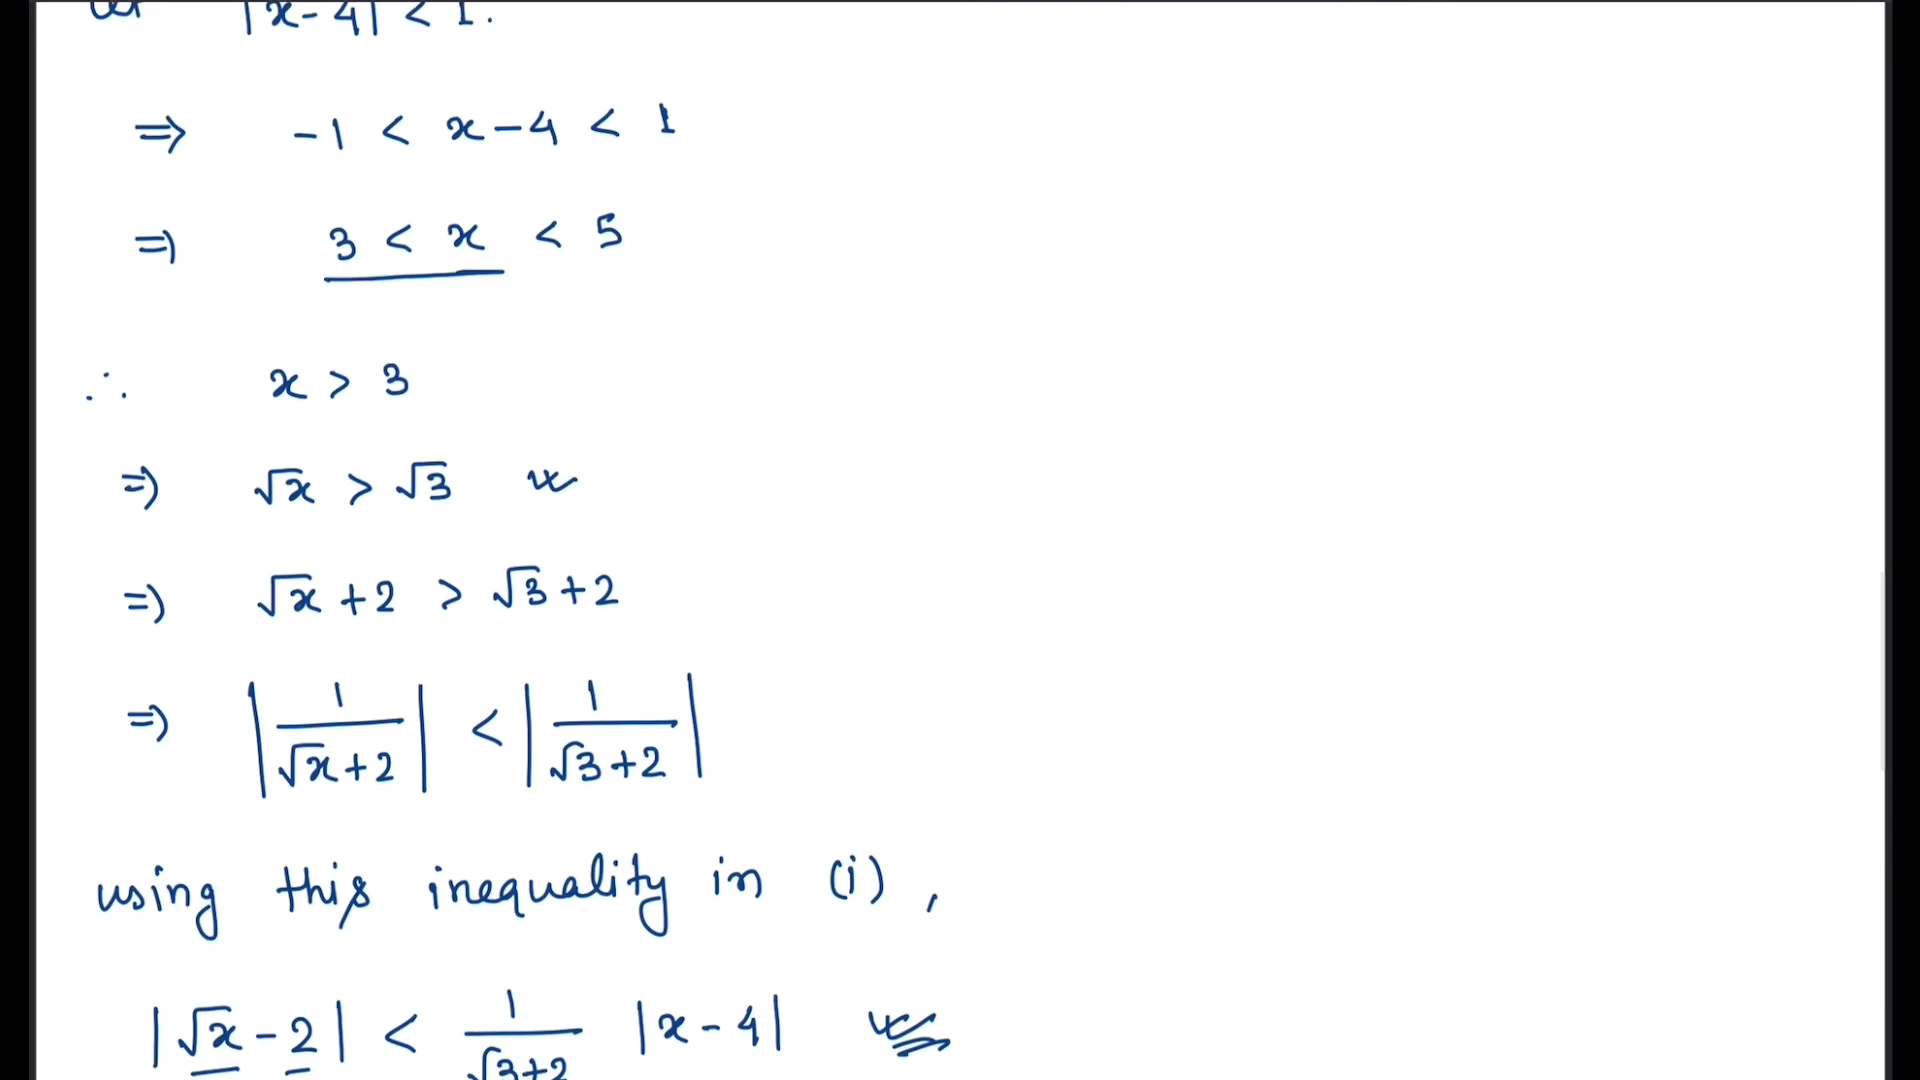 let |x-4| < 1.
⇒ -1 < x-4 < 1
⇒ 3 < x < 5
∴ x > 3
⇒ √x > √3
⇒ √x + 2 > √3 + 2
⇒ |1/(√x+2)| < |1/(√3+2)|
using this inequality in (i),
|√x - 2| < 1/(√3+2) |x-4|